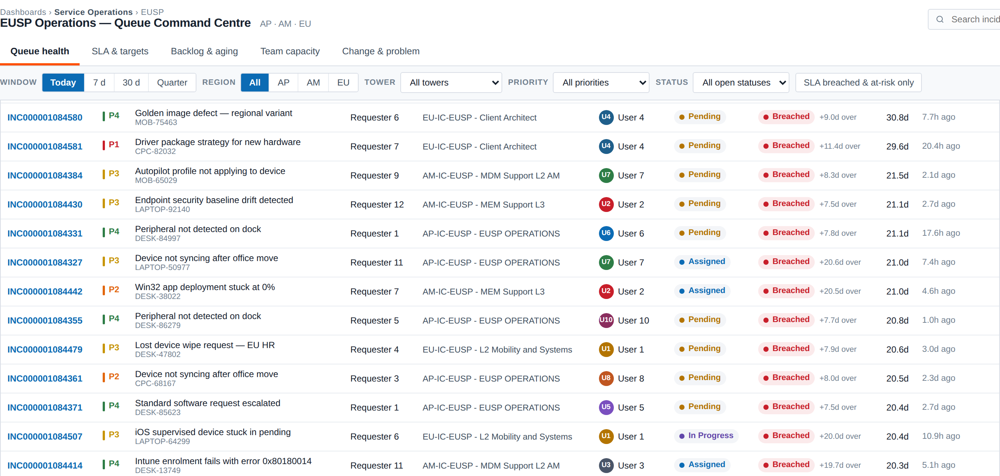 Dashboards › Service Operations › EUSP
EUSP Operations — Queue Command Centre AP · AM · EU
Search incid
Queue health SLA & targets Backlog & aging Team capacity Change & problem
WINDOW Today 7 d 30 d Quarter REGION All AP AM EU TOWER All towers PRIORITY All priorities STATUS All open statuses SLA breached & at-risk only
INC000001084580 P4 Golden image defect — regional variant Requester 6 EU-IC-EUSP - Client Architect U4 User 4 Pending Breached +9.0d over 30.8d 7.7h ago
MOB-75463
INC000001084581 P1 Driver package strategy for new hardware Requester 7 EU-IC-EUSP - Client Architect U4 User 4 Pending Breached +11.4d over 29.6d 20.4h ago
CPC-82032
INC000001084384 P3 Autopilot profile not applying to device Requester 9 AM-IC-EUSP - MDM Support L2 AM U7 User 7 Pending Breached +8.3d over 21.5d 2.1d ago
MOB-65029
INC000001084430 P3 Endpoint security baseline drift detected Requester 12 AM-IC-EUSP - MEM Support L3 U2 User 2 Pending Breached +7.5d over 21.1d 2.7d ago
LAPTOP-92140
INC000001084331 P4 Peripheral not detected on dock Requester 1 AP-IC-EUSP - EUSP OPERATIONS U6 User 6 Pending Breached +7.8d over 21.1d 17.6h ago
DESK-84997
INC000001084327 P3 Device not syncing after office move Requester 11 AP-IC-EUSP - EUSP OPERATIONS U7 User 7 Assigned Breached +20.6d over 21.0d 7.4h ago
LAPTOP-50977
INC000001084442 P2 Win32 app deployment stuck at 0% Requester 7 AM-IC-EUSP - MEM Support L3 U2 User 2 Assigned Breached +20.5d over 21.0d 4.6h ago
DESK-38022
INC000001084355 P4 Peripheral not detected on dock Requester 5 AP-IC-EUSP - EUSP OPERATIONS U10 User 10 Pending Breached +7.7d over 20.8d 1.0h ago
DESK-86279
INC000001084479 P3 Lost device wipe request — EU HR Requester 4 EU-IC-EUSP - L2 Mobility and Systems U1 User 1 Pending Breached +7.9d over 20.6d 3.0d ago
DESK-47802
INC000001084361 P2 Device not syncing after office move Requester 3 AP-IC-EUSP - EUSP OPERATIONS U8 User 8 Pending Breached +8.0d over 20.5d 2.3d ago
CPC-68167
INC000001084371 P4 Standard software request escalated Requester 1 AP-IC-EUSP - EUSP OPERATIONS U5 User 5 Pending Breached +7.5d over 20.4d 2.7d ago
DESK-85623
INC000001084507 P3 iOS supervised device stuck in pending Requester 6 EU-IC-EUSP - L2 Mobility and Systems U1 User 1 In Progress Breached +20.0d over 20.4d 10.9h ago
LAPTOP-64299
INC000001084414 P4 Intune enrolment fails with error 0x80180014 Requester 11 AM-IC-EUSP - MDM Support L2 AM U3 User 3 Assigned Breached +19.7d over 20.3d 5.1h ago
DESK-13749